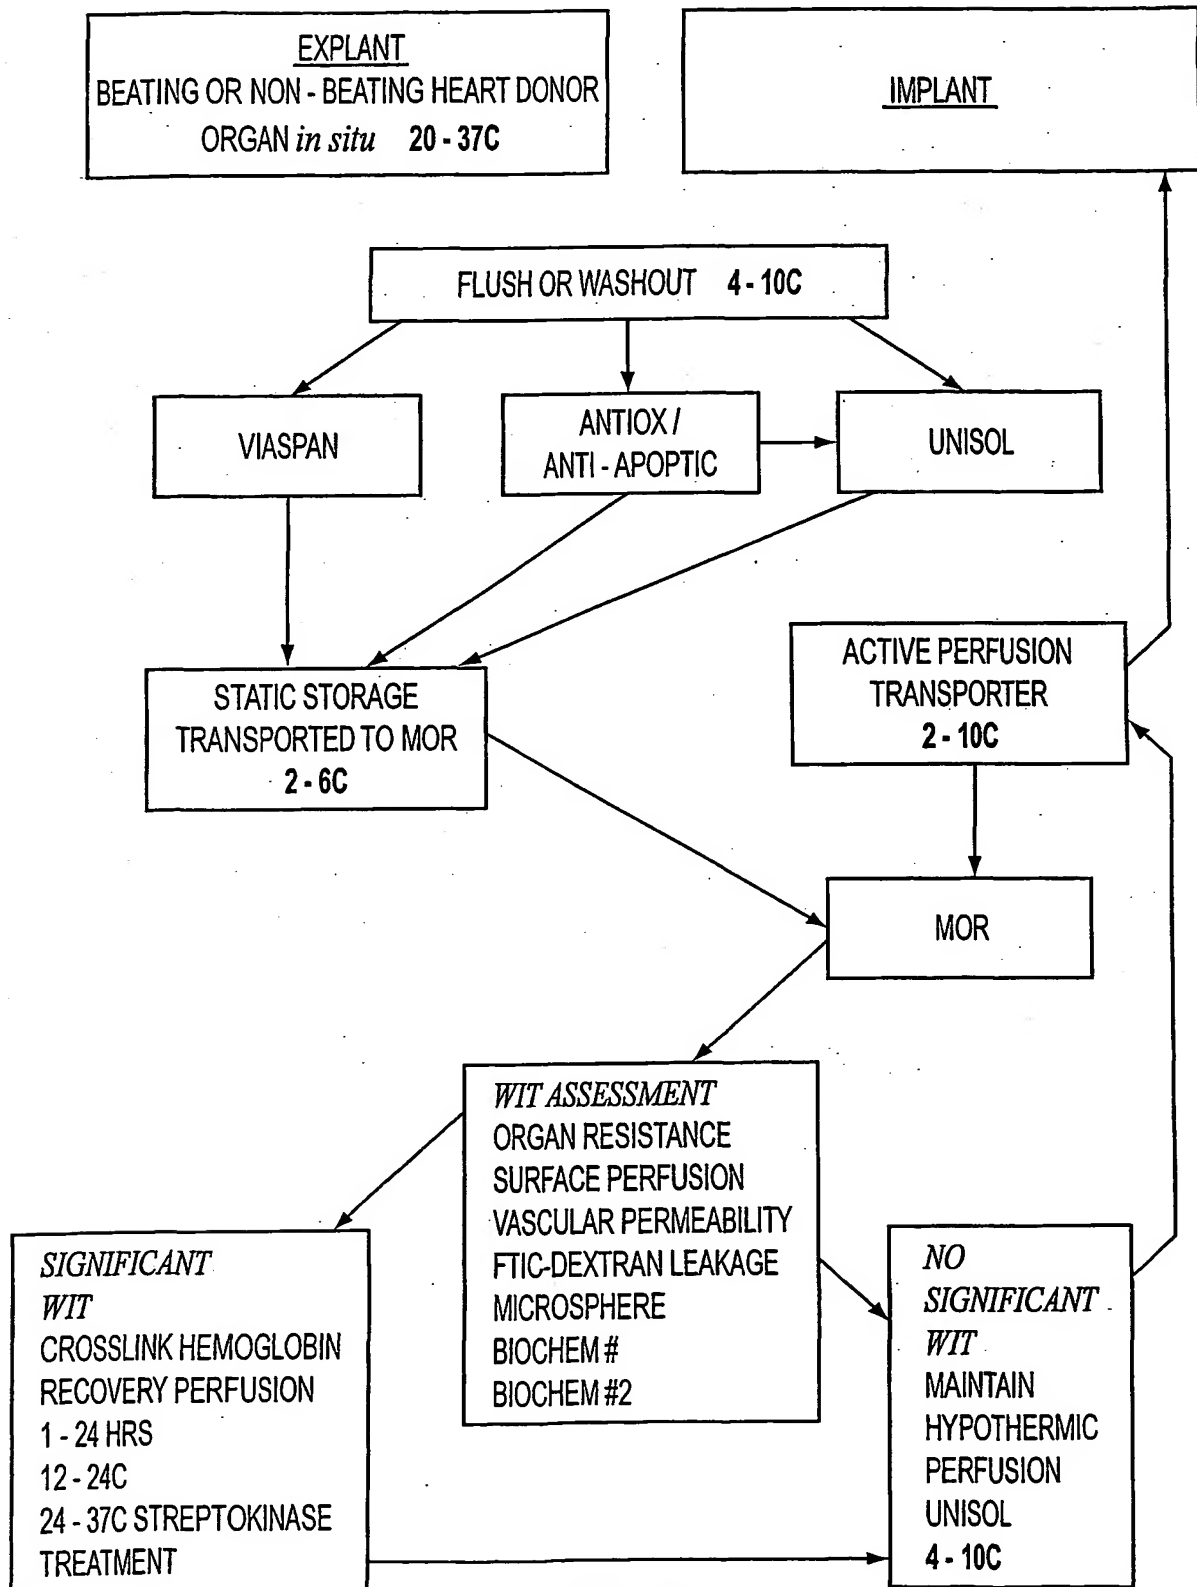 EXPLANT
BEATING OR NON - BEATING HEART DONOR
ORGAN in situ 20 - 37C
IMPLANT
FLUSH OR WASHOUT 4 - 10C
VIASPAN
ANTIOX /
ANTI - APOPTIC
UNISOL
STATIC STORAGE
TRANSPORTED TO MOR
2 - 6C
ACTIVE PERFUSION
TRANSPORTER
2 - 10C
MOR
WIT ASSESSMENT
ORGAN RESISTANCE
SURFACE PERFUSION
VASCULAR PERMEABILITY
FTIC-DEXTRAN LEAKAGE
MICROSPHERE
BIOCHEM #
BIOCHEM #2
SIGNIFICANT
WIT
CROSSLINK HEMOGLOBIN
RECOVERY PERFUSION
1 - 24 HRS
12 - 24C
24 - 37C STREPTOKINASE
TREATMENT
NO
SIGNIFICANT
WIT
MAINTAIN
HYPOTHERMIC
PERFUSION
UNISOL
4 - 10C